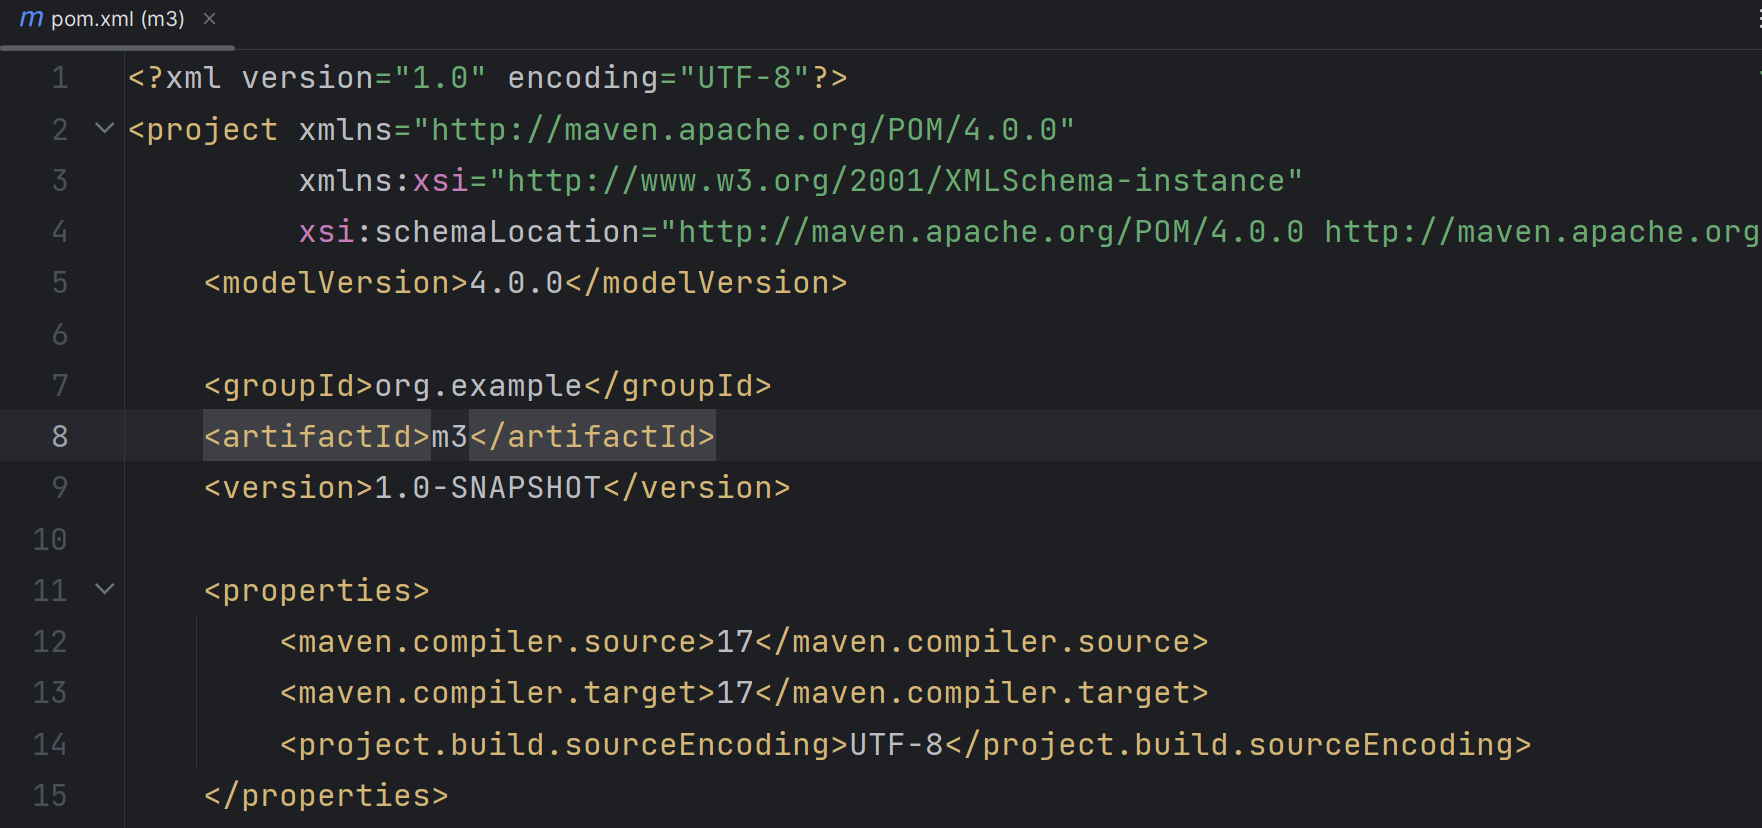 m pom.xml (m3) ×
1 <?xml version="1.0" encoding="UTF-8"?>
2 <project xmlns="http://maven.apache.org/POM/4.0.0"
3 xmlns:xsi="http://www.w3.org/2001/XMLSchema-instance"
4 xsi:schemaLocation="http://maven.apache.org/POM/4.0.0 http://maven.apache.org
5 <modelVersion>4.0.0</modelVersion>
6
7 <groupId>org.example</groupId>
8 <artifactId>m3</artifactId>
9 <version>1.0-SNAPSHOT</version>
10
11 <properties>
12 <maven.compiler.source>17</maven.compiler.source>
13 <maven.compiler.target>17</maven.compiler.target>
14 <project.build.sourceEncoding>UTF-8</project.build.sourceEncoding>
15 </properties>